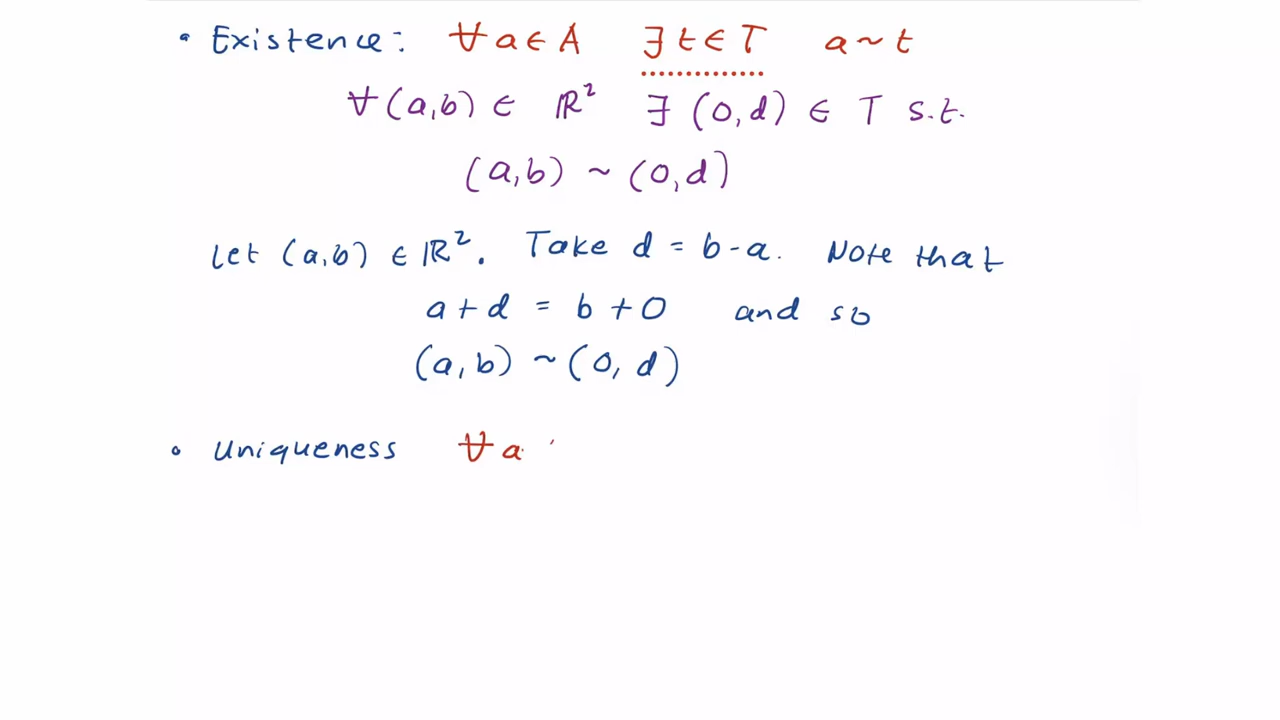 • Existence: ∀ a ∈ A ∃ t ∈ T a ~ t
∀ (a,b) ∈ ℝ² ∃ (0,d) ∈ T s.t.
(a,b) ~ (0,d)
Let (a,b) ∈ ℝ². Take d = b-a. Note that
a + d = b + 0 and so
(a,b) ~ (0,d)
• Uniqueness ∀ a